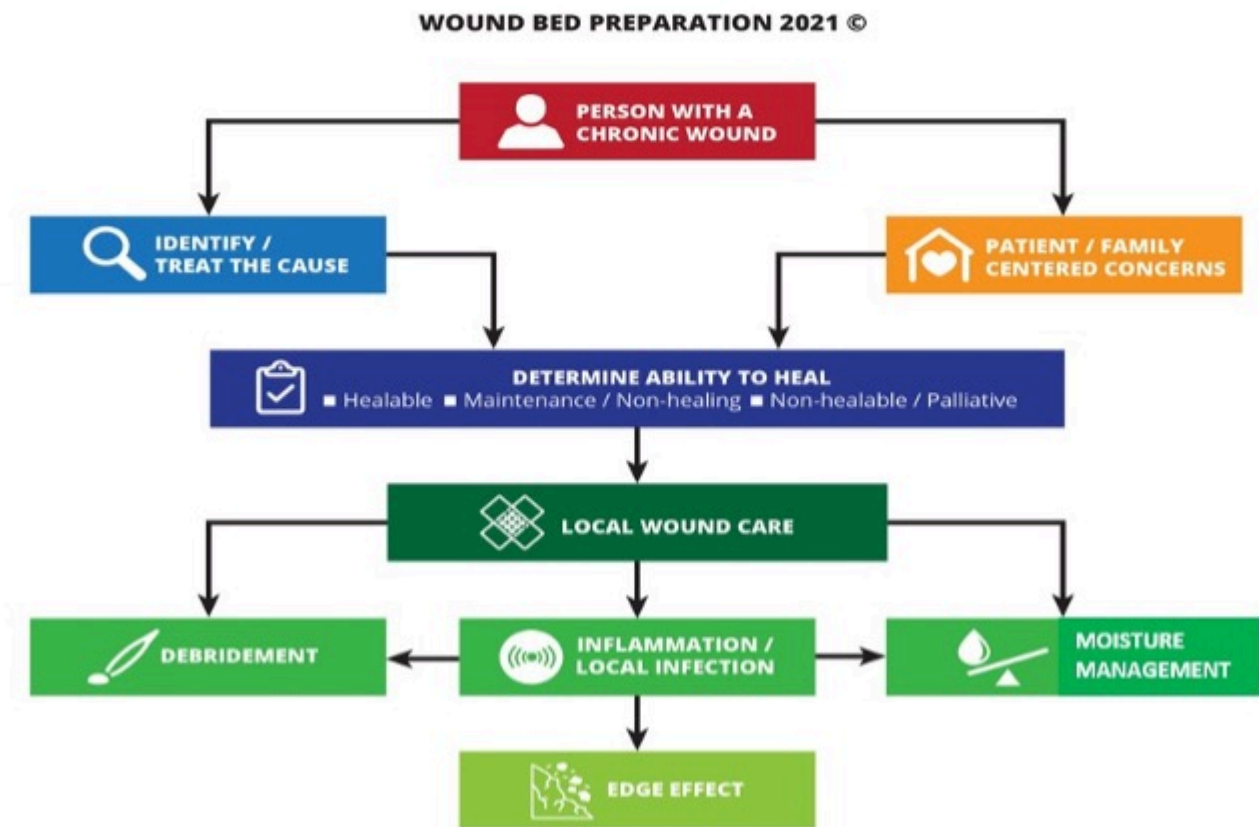 WOUND BED PREPARATION 2021 ©
PERSON WITH A
CHRONIC WOUND
IDENTIFY /
TREAT THE CAUSE
PATIENT / FAMILY
CENTERED CONCERNS
DETERMINE ABILITY TO HEAL
■ Healable ■ Maintenance / Non-healing ■ Non-healable / Palliative
LOCAL WOUND CARE
DEBRIDEMENT
INFLAMMATION /
LOCAL INFECTION
MOISTURE
MANAGEMENT
EDGE EFFECT